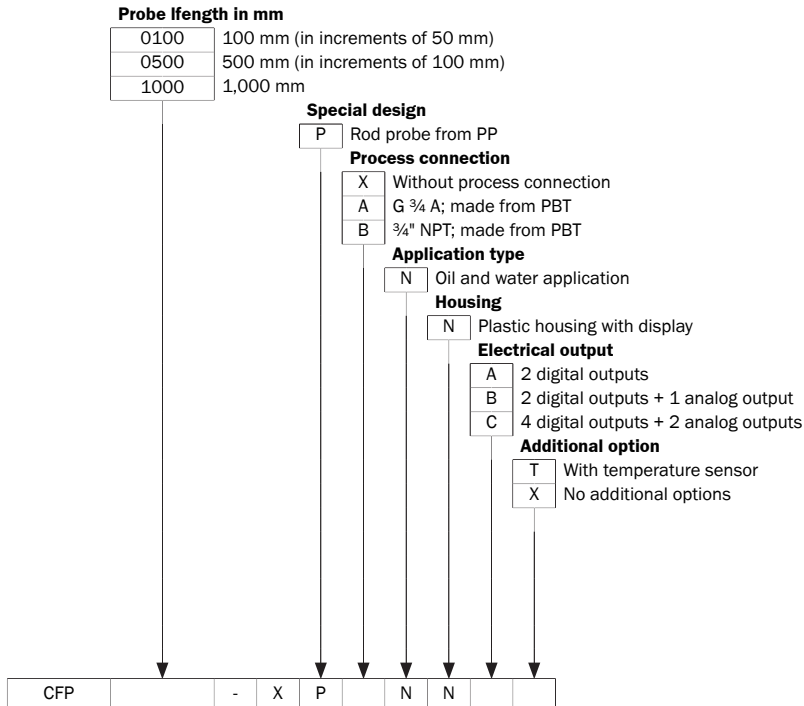 Probe lfength in mm
0100 100 mm (in increments of 50 mm)
0500 500 mm (in increments of 100 mm)
1000 1,000 mm
Special design
P Rod probe from PP
Process connection
X Without process connection
A G ¾ A; made from PBT
B ¾" NPT; made from PBT
Application type
N Oil and water application
Housing
N Plastic housing with display
Electrical output
A 2 digital outputs
B 2 digital outputs + 1 analog output
C 4 digital outputs + 2 analog outputs
Additional option
T With temperature sensor
X No additional options
CFP - X P N N